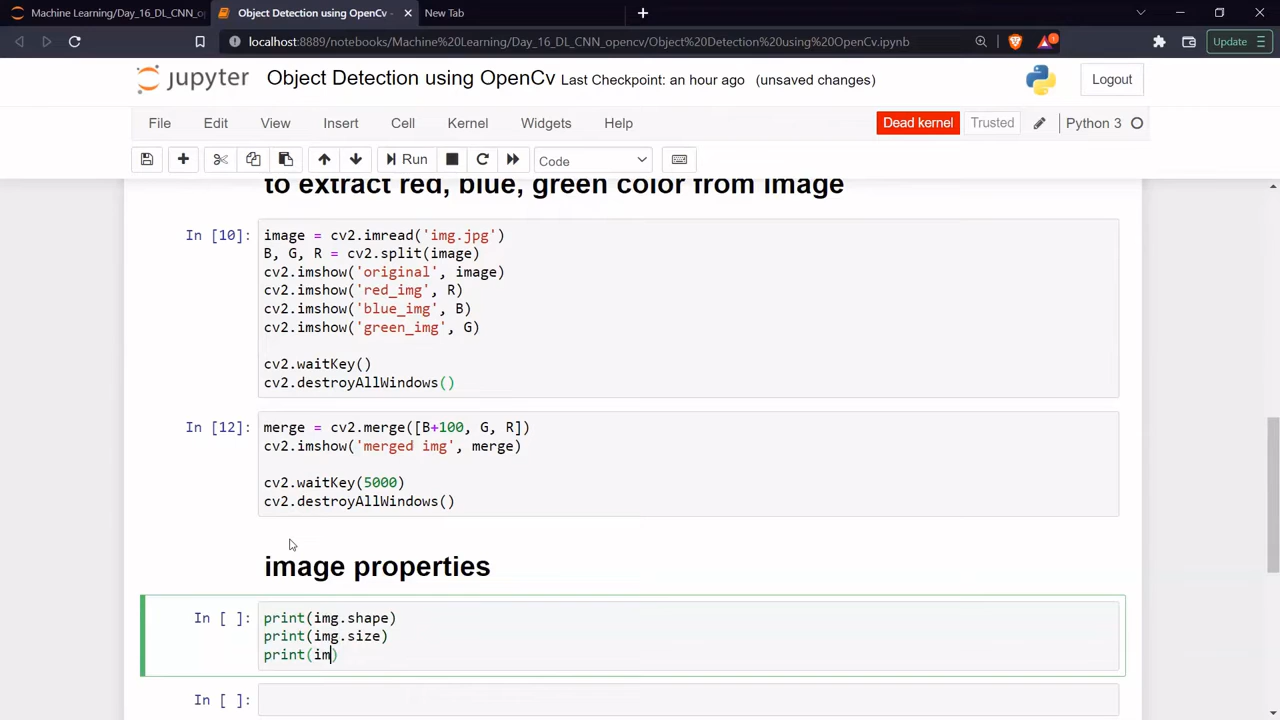 Machine Learning/Day_16_DL_CNN_o
Object Detection using OpenCv -
New Tab
localhost:8889/notebooks/Machine%20Learning/Day_16_DL_CNN_opencv/Object%20Detection%20using%20OpenCv.ipynb
Update
jupyter Object Detection using OpenCv Last Checkpoint: an hour ago (unsaved changes)
Logout
File Edit View Insert Cell Kernel Widgets Help
Dead kernel Trusted Python 3
Run Code
to extract red, blue, green color from image
In [10]: image = cv2.imread('img.jpg')
B, G, R = cv2.split(image)
cv2.imshow('original', image)
cv2.imshow('red_img', R)
cv2.imshow('blue_img', B)
cv2.imshow('green_img', G)
cv2.waitKey()
cv2.destroyAllWindows()
In [12]: merge = cv2.merge([B+100, G, R])
cv2.imshow('merged img', merge)
cv2.waitKey(5000)
cv2.destroyAllWindows()
image properties
In [ ]: print(img.shape)
print(img.size)
print(im)
In [ ]: